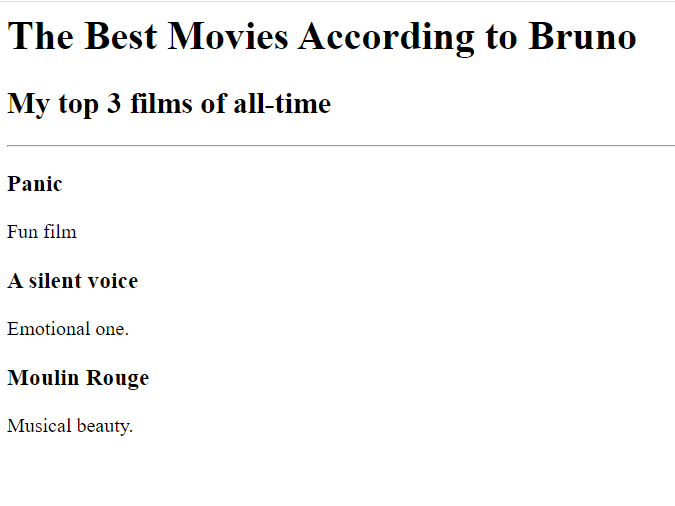 The Best Movies According to Bruno
My top 3 films of all-time
Panic
Fun film
A silent voice
Emotional one.
Moulin Rouge
Musical beauty.